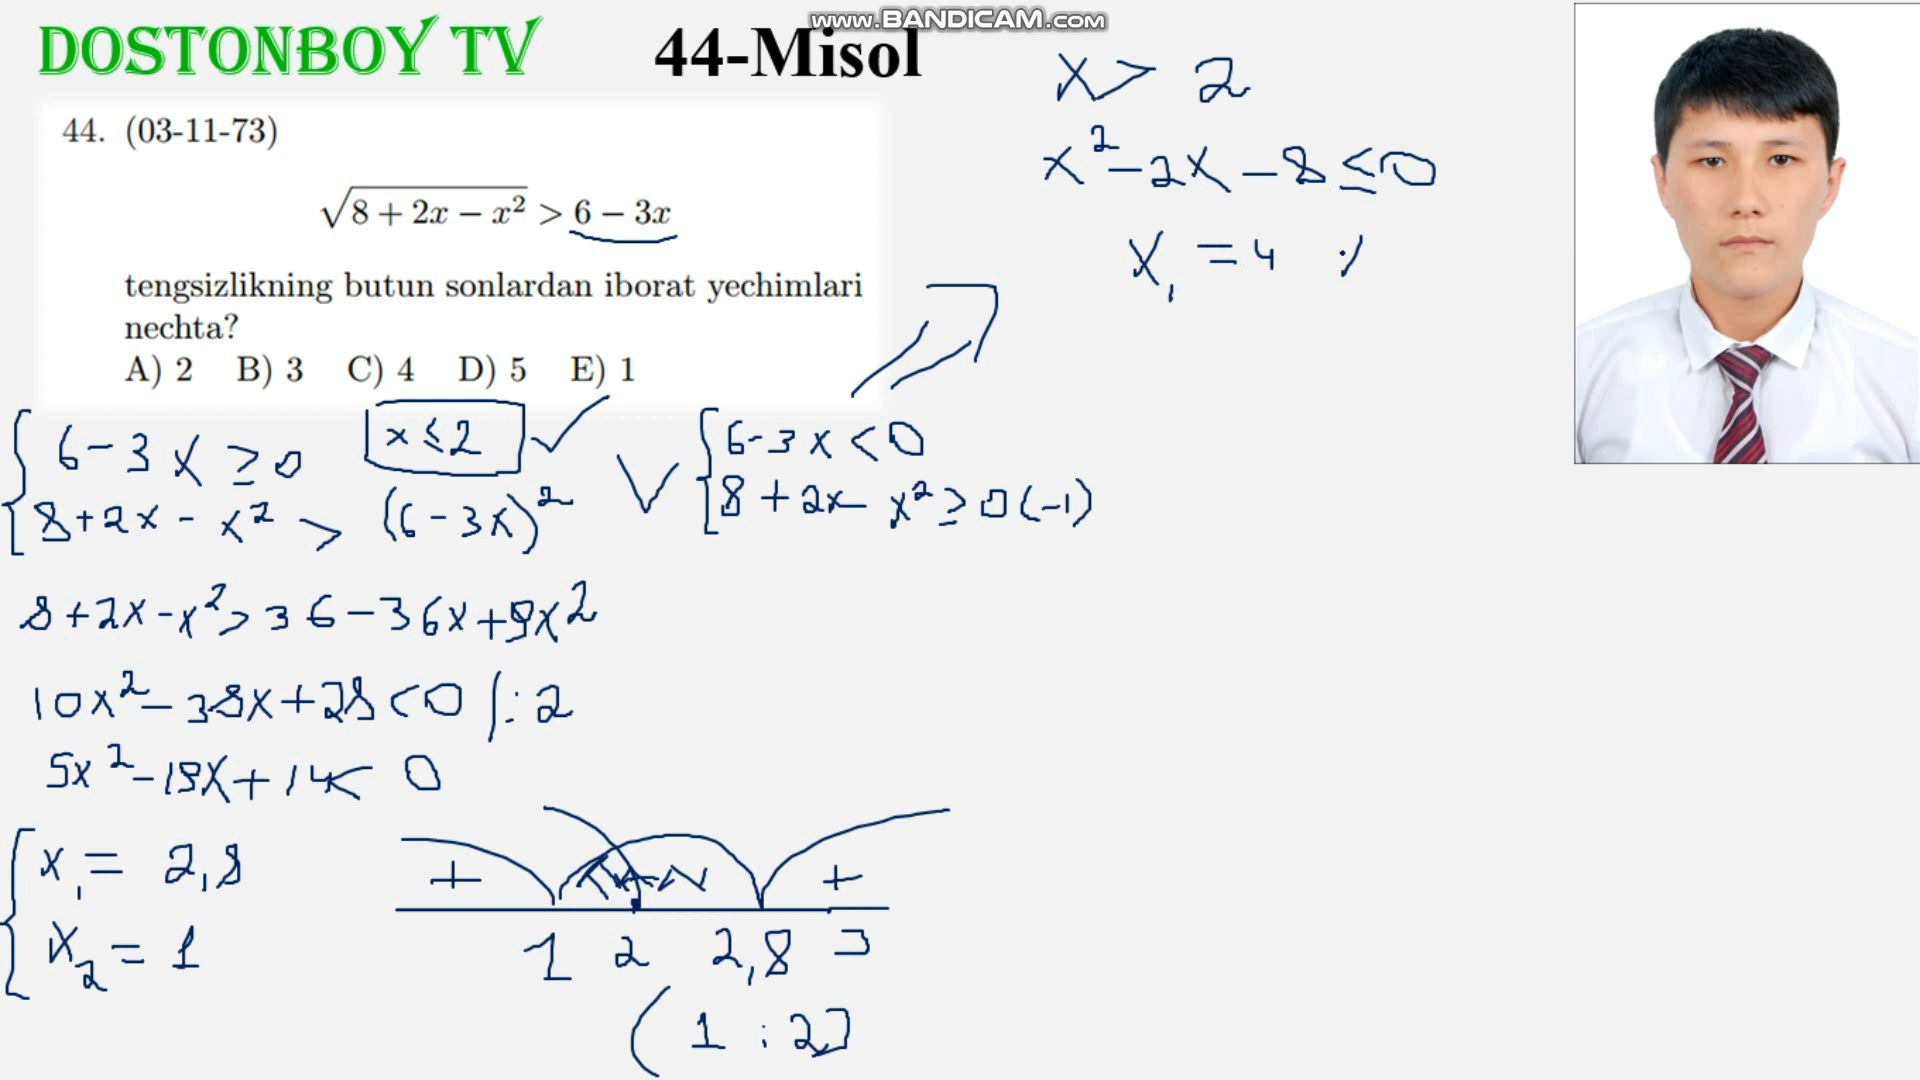 www.BANDICAM.com
DOSTONBOY TV
44-Misol
44. (03-11-73)
√8 + 2x − x² > 6 − 3x
tengsizlikning butun sonlardan iborat yechimlari
nechta?
A) 2 B) 3 C) 4 D) 5 E) 1
x > 2
x² − 2x − 8 ≤ 0
x₁ = 4
6 − 3x ≥ 0
x ≤ 2
8 + 2x − x² > (6 − 3x)²
V
6 − 3x < 0
8 + 2x − x² ≥ 0 (−1)
8 + 2x − x² > 36 − 36x + 9x²
10x² − 38x + 28 < 0 | : 2
5x² − 19x + 14 < 0
x₁ = 2,8
x₂ = 1
+ +
1 2 2,8
(1 ; 2]